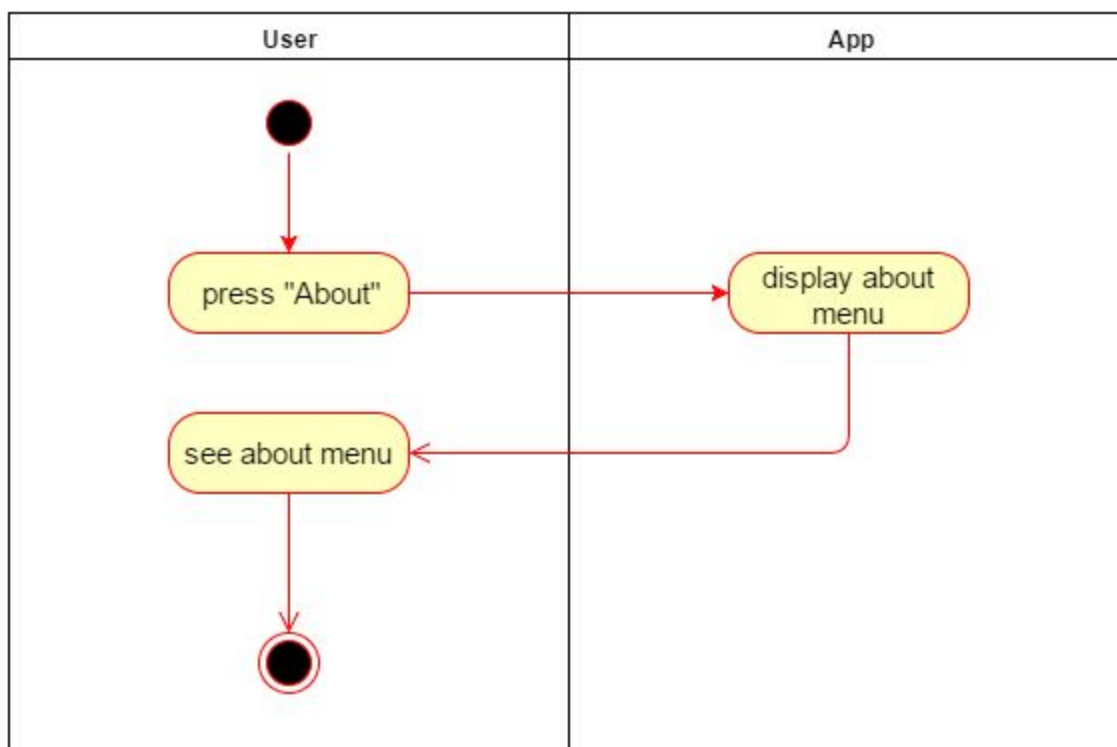 User
App
press "About"
display about
menu
see about menu